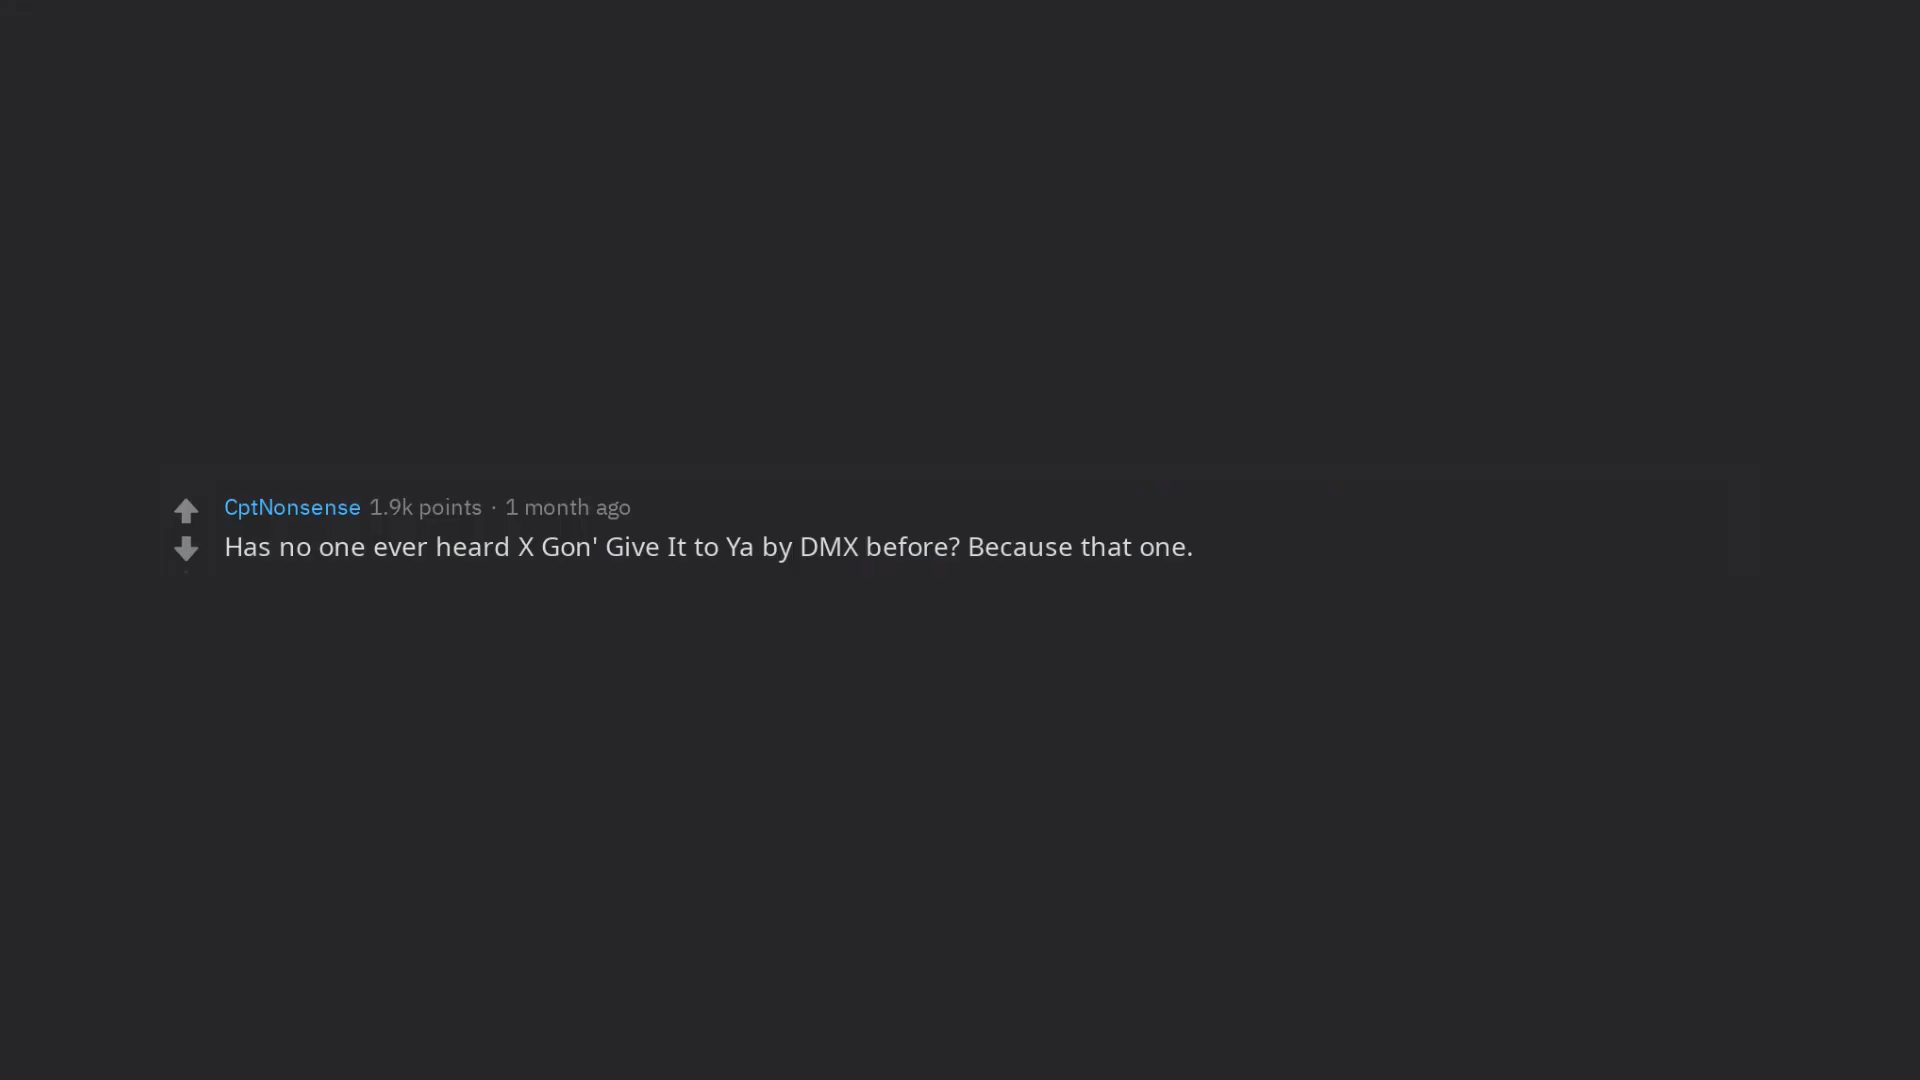 CptNonsense 1.9k points · 1 month ago
Has no one ever heard X Gon' Give It to Ya by DMX before? Because that one.